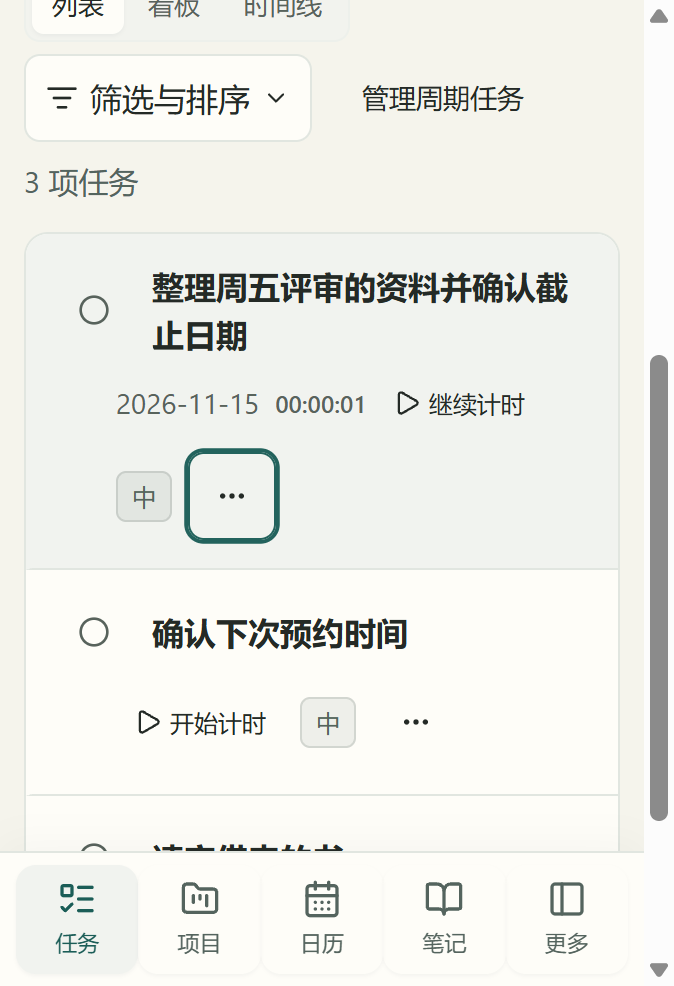 列表 看板 时间线
筛选与排序 管理周期任务
3 项任务
整理周五评审的资料并确认截
止日期
2026-11-15 00:00:01 继续计时
中
确认下次预约时间
开始计时 中
任务 项目 日历 笔记 更多